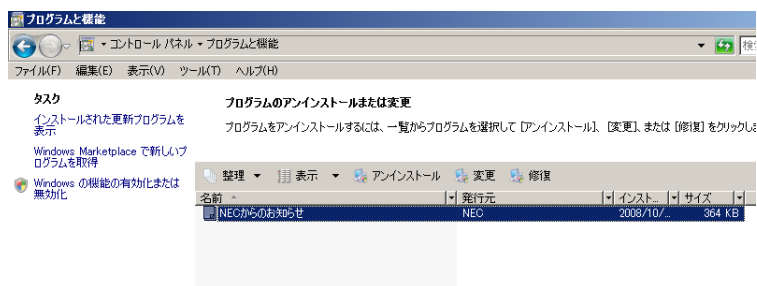 プログラムと機能
コントロール パネル プログラムと機能 検
ファイル(F) 編集(E) 表示(V) ツール(T) ヘルプ(H)
タスク
インストールされた更新プログラムを
表示
Windows Marketplace で新しいプ
ログラムを取得
Windows の機能の有効化または
無効化
プログラムのアンインストールまたは変更
プログラムをアンインストールするには、一覧からプログラムを選択して [アンインストール]、[変更]、または [修復] をクリックしま
整理 表示 アンインストール 変更 修復
名前 発行元 インスト... サイズ
NECからのお知らせ NEC 2008/10/... 364 KB